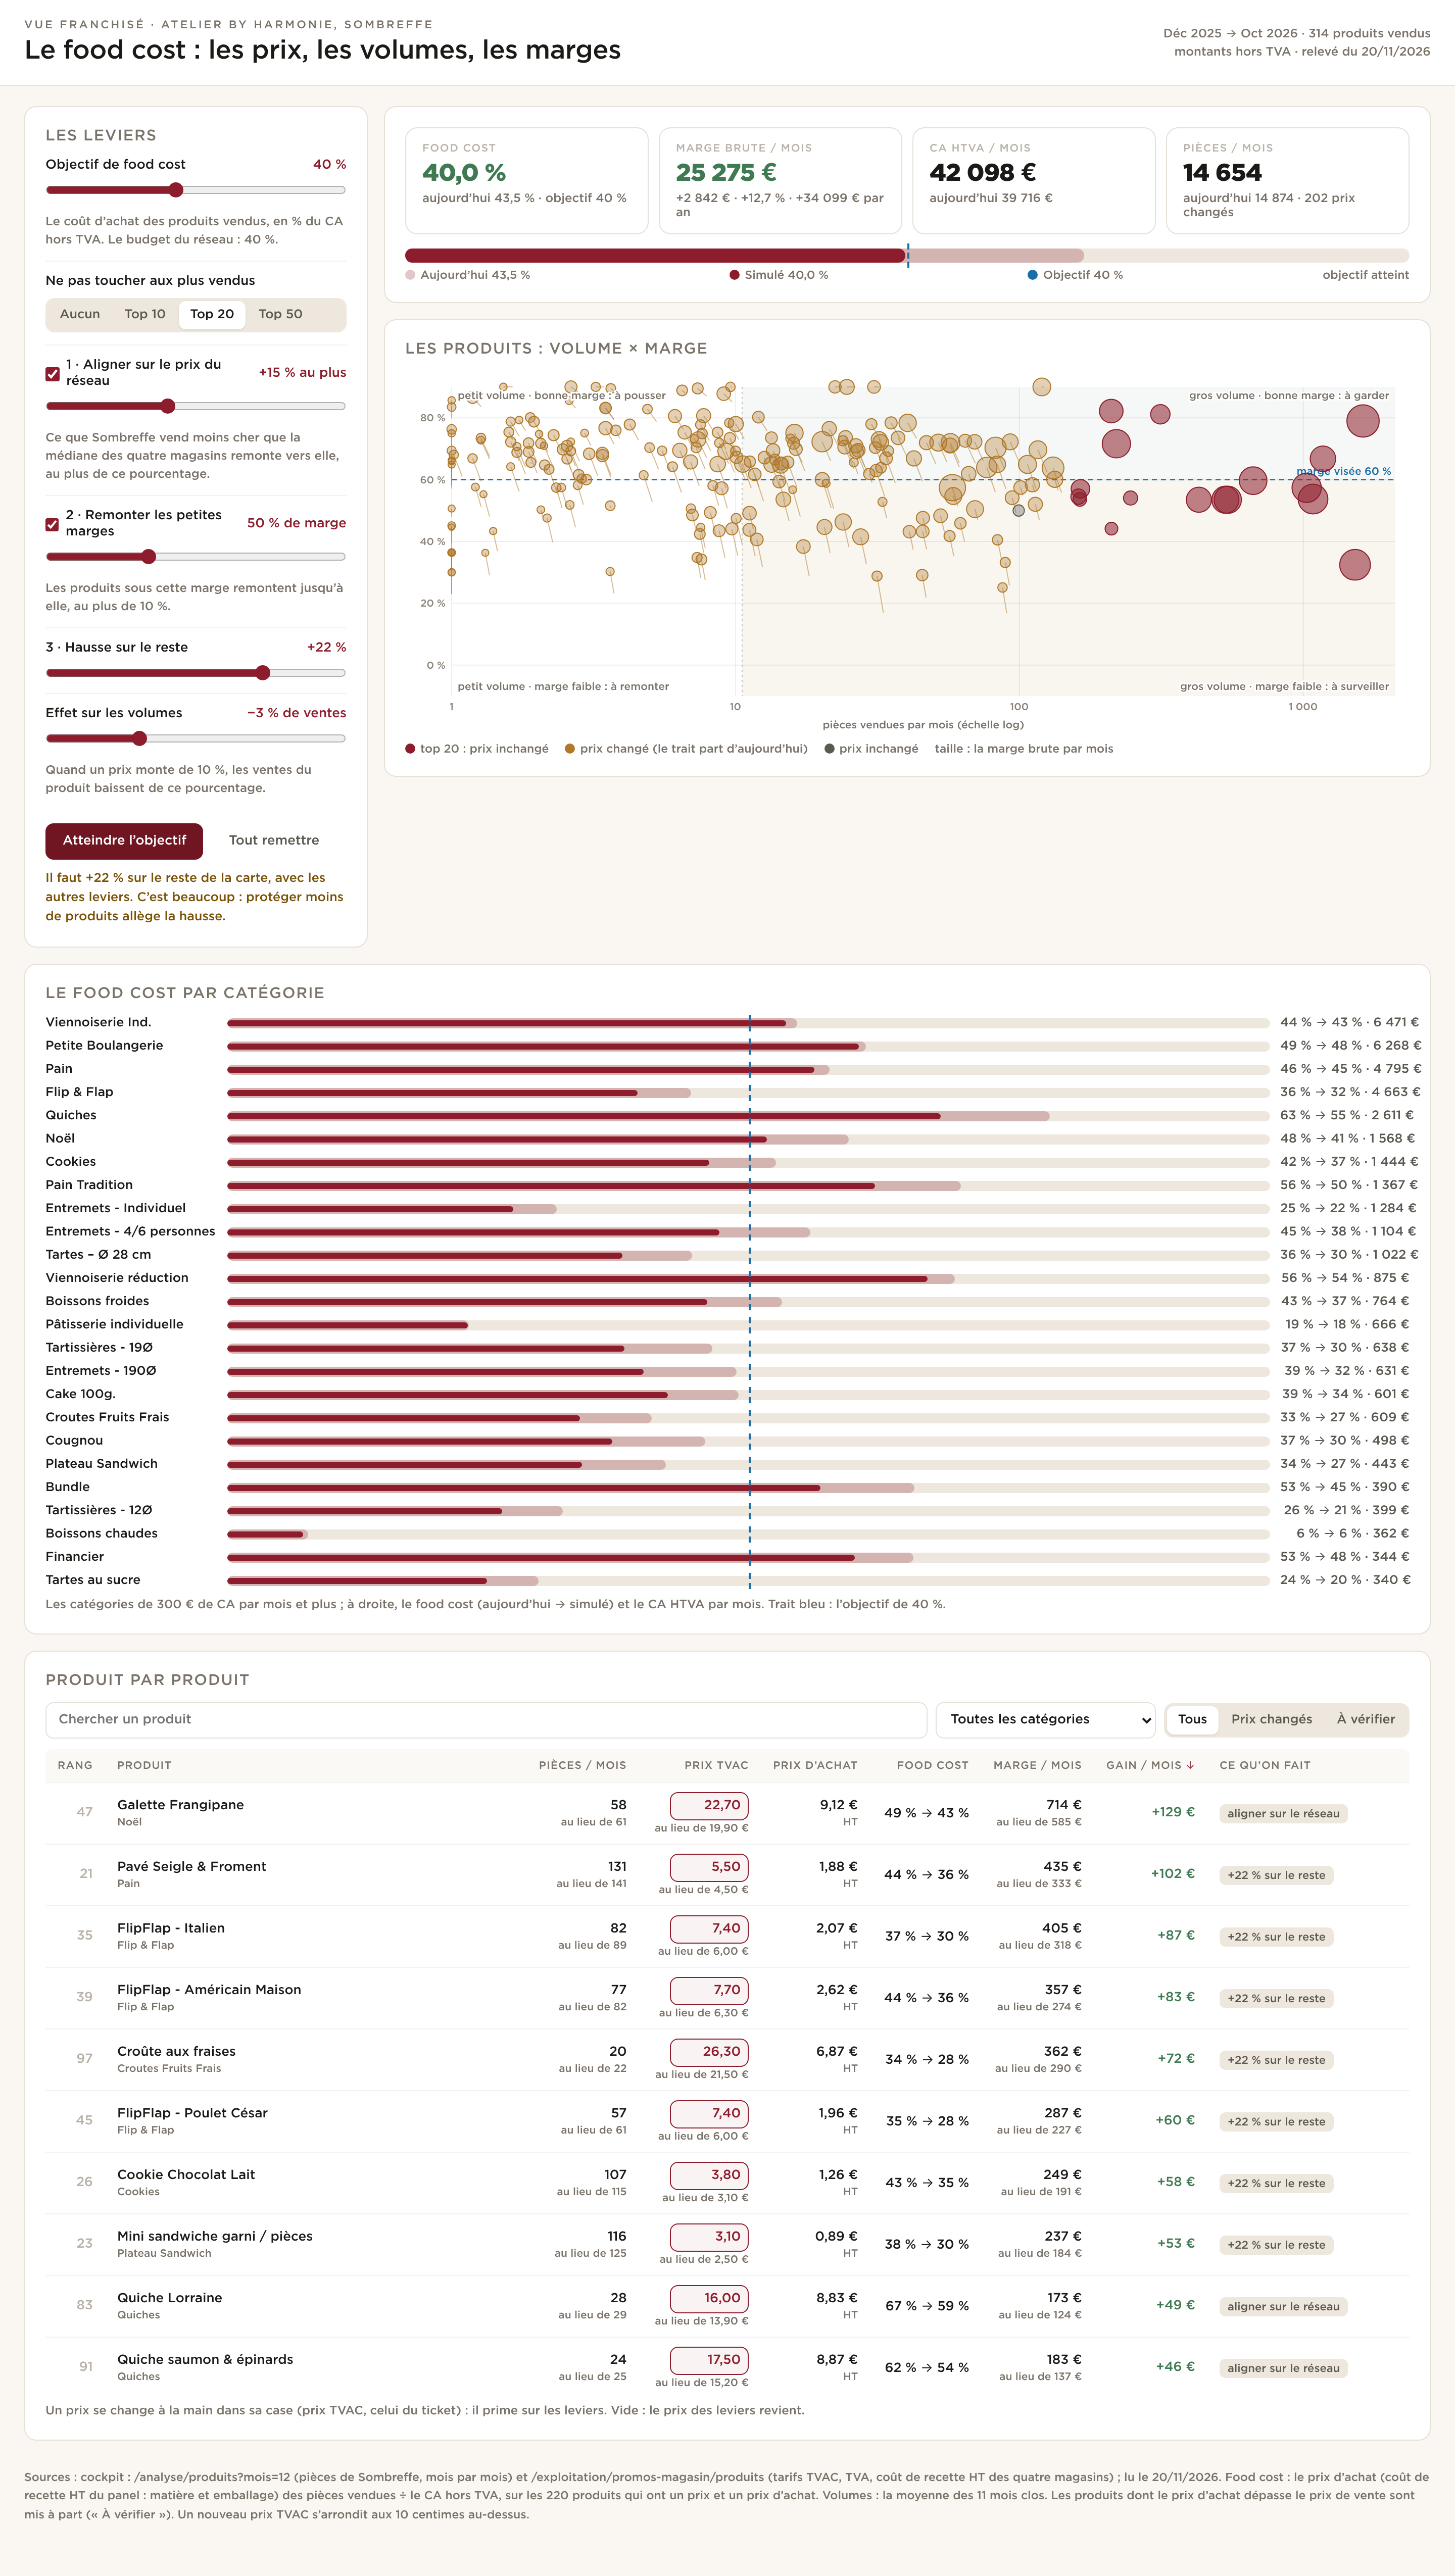 VUE FRANCHISÉ · ATELIER BY HARMONIE, SOMBREFFE
Le food cost : les prix, les volumes, les marges
Déc 2025 → Oct 2026 · 314 produits vendus
montants hors TVA · relevé du 20/11/2026
LES LEVIERS
Objectif de food cost 40 %
Le coût d'achat des produits vendus, en % du CA
hors TVA. Le budget du réseau : 40 %.
Ne pas toucher aux plus vendus
Aucun Top 10 Top 20 Top 50
1 · Aligner sur le prix du
réseau
+15 % au plus
Ce que Sombreffe vend moins cher que la
médiane des quatre magasins remonte vers elle,
au plus de ce pourcentage.
2 · Remonter les petites
marges
50 % de marge
Les produits sous cette marge remontent jusqu'à
elle, au plus de 10 %.
3 · Hausse sur le reste +22 %
Effet sur les volumes −3 % de ventes
Quand un prix monte de 10 %, les ventes du
produit baissent de ce pourcentage.
Atteindre l'objectif Tout remettre
Il faut +22 % sur le reste de la carte, avec les
autres leviers. C'est beaucoup : protéger moins
de produits allège la hausse.
FOOD COST
40,0 %
aujourd'hui 43,5 % · objectif 40 %
MARGE BRUTE / MOIS
25 275 €
+2 842 € · +12,7 % · +34 099 € par
an
CA HTVA / MOIS
42 098 €
aujourd'hui 39 716 €
PIÈCES / MOIS
14 654
aujourd'hui 14 874 · 202 prix
changés
Aujourd'hui 43,5 % Simulé 40,0 % Objectif 40 % objectif atteint
LES PRODUITS : VOLUME × MARGE
petit volume · bonne marge : à pousser
gros volume · bonne marge : à garder
80 %
marge visée 60 %
60 %
40 %
20 %
0 %
petit volume · marge faible : à remonter
gros volume · marge faible : à surveiller
1 10 100 1 000
pièces vendues par mois (échelle log)
top 20 : prix inchangé prix changé (le trait part d'aujourd'hui) prix inchangé taille : la marge brute par mois
LE FOOD COST PAR CATÉGORIE
Viennoiserie Ind. 44 % → 43 % · 6 471 €
Petite Boulangerie 49 % → 48 % · 6 268 €
Pain 46 % → 45 % · 4 795 €
Flip & Flap 36 % → 32 % · 4 663 €
Quiches 63 % → 55 % · 2 611 €
Noël 48 % → 41 % · 1 568 €
Cookies 42 % → 37 % · 1 444 €
Pain Tradition 56 % → 50 % · 1 367 €
Entremets - Individuel 25 % → 22 % · 1 284 €
Entremets - 4/6 personnes 45 % → 38 % · 1 104 €
Tartes – Ø 28 cm 36 % → 30 % · 1 022 €
Viennoiserie réduction 56 % → 54 % · 875 €
Boissons froides 43 % → 37 % · 764 €
Pâtisserie individuelle 19 % → 18 % · 666 €
Tartissières - 19Ø 37 % → 30 % · 638 €
Entremets - 190Ø 39 % → 32 % · 631 €
Cake 100g. 39 % → 34 % · 601 €
Croutes Fruits Frais 33 % → 27 % · 609 €
Cougnou 37 % → 30 % · 498 €
Plateau Sandwich 34 % → 27 % · 443 €
Bundle 53 % → 45 % · 390 €
Tartissières - 12Ø 26 % → 21 % · 399 €
Boissons chaudes 6 % → 6 % · 362 €
Financier 53 % → 48 % · 344 €
Tartes au sucre 24 % → 20 % · 340 €
Les catégories de 300 € de CA par mois et plus ; à droite, le food cost (aujourd'hui → simulé) et le CA HTVA par mois. Trait bleu : l'objectif de 40 %.
PRODUIT PAR PRODUIT
Chercher un produit Toutes les catégories Tous Prix changés À vérifier
RANG PRODUIT PIÈCES / MOIS PRIX TVAC PRIX D'ACHAT FOOD COST MARGE / MOIS GAIN / MOIS ↓ CE QU'ON FAIT
47 Galette Frangipane 58 22,70 9,12 € 49 % → 43 % 714 € +129 € aligner sur le réseau
Noël au lieu de 61 au lieu de 19,90 € HT au lieu de 585 €
21 Pavé Seigle & Froment 131 5,50 1,88 € 44 % → 36 % 435 € +102 € +22 % sur le reste
Pain au lieu de 141 au lieu de 4,50 € HT au lieu de 333 €
35 FlipFlap - Italien 82 7,40 2,07 € 37 % → 30 % 405 € +87 € +22 % sur le reste
Flip & Flap au lieu de 89 au lieu de 6,00 € HT au lieu de 318 €
39 FlipFlap - Américain Maison 77 7,70 2,62 € 44 % → 36 % 357 € +83 € +22 % sur le reste
Flip & Flap au lieu de 82 au lieu de 6,30 € HT au lieu de 274 €
97 Croûte aux fraises 20 26,30 6,87 € 34 % → 28 % 362 € +72 € +22 % sur le reste
Croutes Fruits Frais au lieu de 22 au lieu de 21,50 € HT au lieu de 290 €
45 FlipFlap - Poulet César 57 7,40 1,96 € 35 % → 28 % 287 € +60 € +22 % sur le reste
Flip & Flap au lieu de 61 au lieu de 6,00 € HT au lieu de 227 €
26 Cookie Chocolat Lait 107 3,80 1,26 € 43 % → 35 % 249 € +58 € +22 % sur le reste
Cookies au lieu de 115 au lieu de 3,10 € HT au lieu de 191 €
23 Mini sandwiche garni / pièces 116 3,10 0,89 € 38 % → 30 % 237 € +53 € +22 % sur le reste
Plateau Sandwich au lieu de 125 au lieu de 2,50 € HT au lieu de 184 €
83 Quiche Lorraine 28 16,00 8,83 € 67 % → 59 % 173 € +49 € aligner sur le réseau
Quiches au lieu de 29 au lieu de 13,90 € HT au lieu de 124 €
91 Quiche saumon & épinards 24 17,50 8,87 € 62 % → 54 % 183 € +46 € aligner sur le réseau
Quiches au lieu de 25 au lieu de 15,20 € HT au lieu de 137 €
Un prix se change à la main dans sa case (prix TVAC, celui du ticket) : il prime sur les leviers. Vide : le prix des leviers revient.
Sources : cockpit : /analyse/produits?mois=12 (pièces de Sombreffe, mois par mois) et /exploitation/promos-magasin/produits (tarifs TVAC, TVA, coût de recette HT des quatre magasins) ; lu le 20/11/2026. Food cost : le prix d'achat (coût de
recette HT du panel : matière et emballage) des pièces vendues ÷ le CA hors TVA, sur les 220 produits qui ont un prix et un prix d'achat. Volumes : la moyenne des 11 mois clos. Les produits dont le prix d'achat dépasse le prix de vente sont
mis à part (« À vérifier »). Un nouveau prix TVAC s'arrondit aux 10 centimes au-dessus.